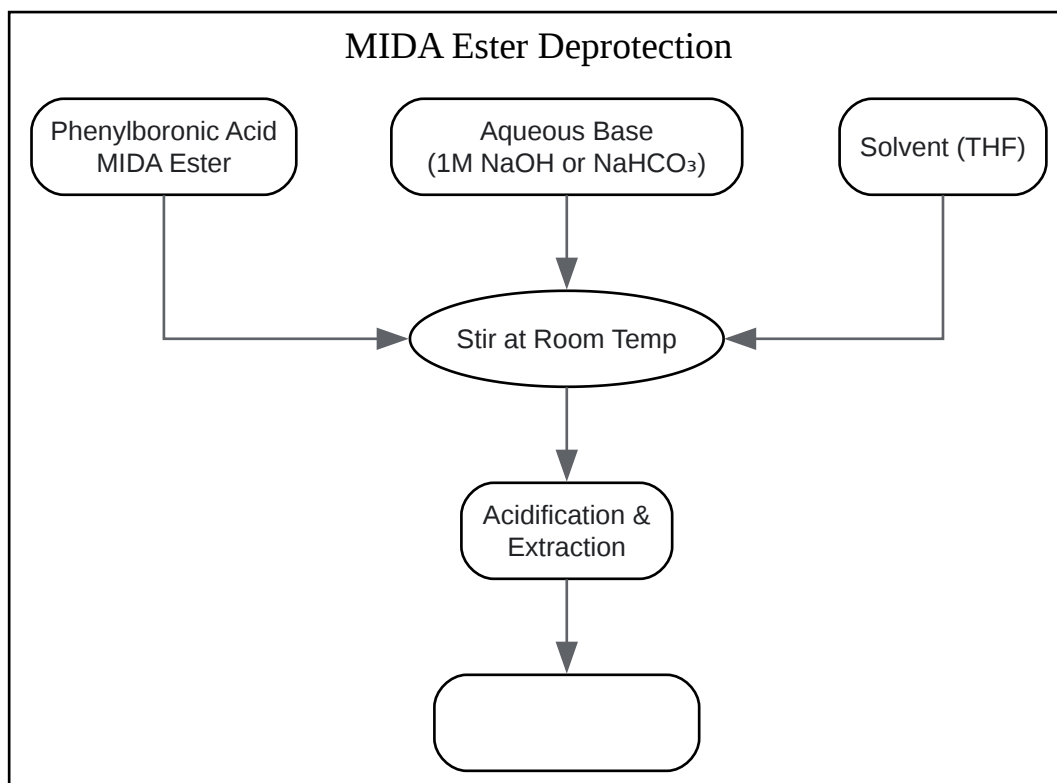 MIDA Ester Deprotection
Phenylboronic Acid
MIDA Ester
Aqueous Base
(1M NaOH or NaHCO₃)
Solvent (THF)
Stir at Room Temp
Acidification &
Extraction